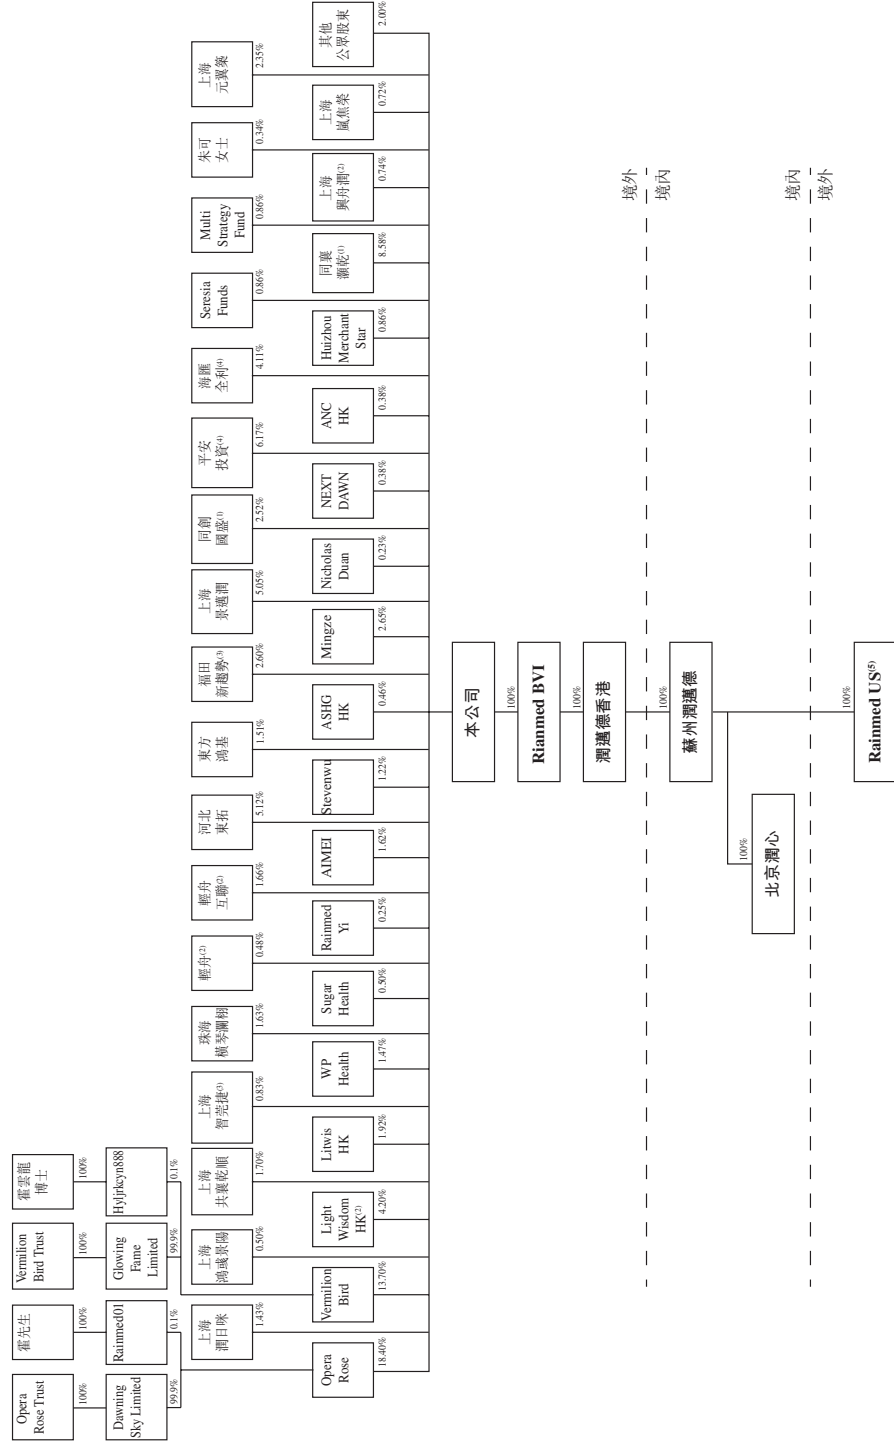 Opera
Rose Trust
霍先生
Vermilion
Bird Trust
霍雲龍
博士
100%
100%
100%
100%
Dawning
Sky Limited
Rainmed01
Glowing
Fame
Limited
Hyljrkcyn888
99.9%
0.1%
99.9%
0.1%
上海
潤日咪
1.43%
上海
鴻彧景陽
0.50%
上海
共襄乾順
1.70%
上海
智莞捷(3)
0.83%
珠海
橫琴瀾栩
1.63%
輕舟(2)
0.48%
輕舟
互聯(2)
1.66%
河北
東拓
5.12%
東方
鴻基
1.51%
福田
新趨勢(3)
2.60%
上海
景邁潤
5.05%
同創
國盛(1)
2.52%
平安
投資(4)
6.17%
海匯
全利(4)
4.11%
Seresia
Funds
0.86%
Multi
Strategy
Fund
0.86%
朱可
女士
0.34%
上海
元翼築
2.35%
Opera
Rose
18.40%
Vermilion
Bird
13.70%
Light
Wisdom
HK(2)
4.20%
Litwis
HK
1.92%
WP
Health
1.47%
Sugar
Health
0.50%
Rainmed
Yi
0.25%
AIMEI
1.62%
Stevenwu
1.22%
ASHG
HK
0.46%
Mingze
2.65%
Nicholas
Duan
0.23%
NEXT
DAWN
0.38%
ANC
HK
0.38%
Huizhou
Merchant
Star
0.86%
同襄
灝乾(1)
8.58%
上海
興舟潤(2)
0.74%
上海
嵐焦榮
0.72%
其他
公眾股東
2.00%
本公司
100%
Rianmed BVI
100%
潤邁德香港
境外
境內
100%
蘇州潤邁德
100%
北京潤心
境內
境外
100%
Rainmed US(5)